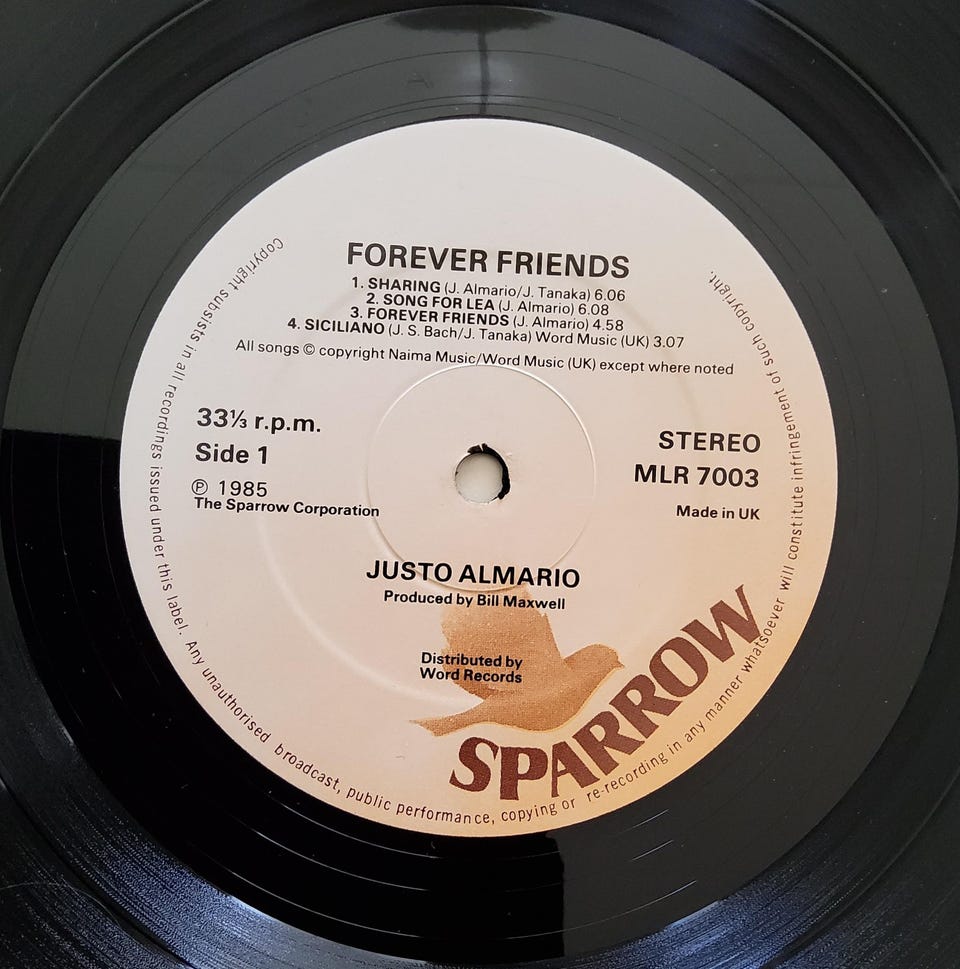 FOREVER FRIENDS
1. SHARING (J. Almario/J. Tanaka) 6.06
2. SONG FOR LEA (J. Almario) 6.08
3. FOREVER FRIENDS (J. Almario) 4.58
4. SICILIANO (J. S. Bach/J. Tanaka) Word Music (UK) 3.07
All songs © copyright Naima Music/Word Music (UK) except where noted
33⅓ r.p.m.
Side 1
℗ 1985
The Sparrow Corporation
STEREO
MLR 7003
Made in UK
JUSTO ALMARIO
Produced by Bill Maxwell
Distributed by
Word Records
SPARROW
Copyright subsists in all recordings issued under this label. Any unauthorised broadcast, public performance, copying or re-recording in any manner whatsoever will constitute infringement of such copyright.